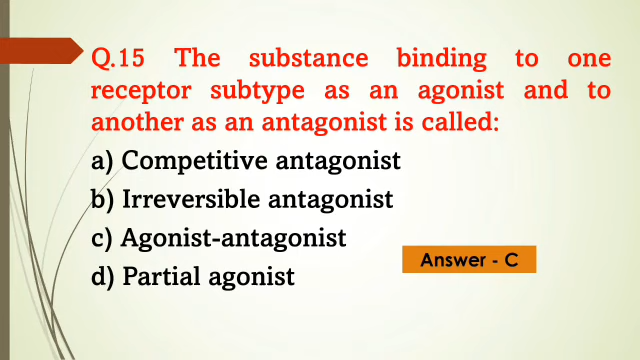 Q.15 The substance binding to one
receptor subtype as an agonist and to
another as an antagonist is called:
a) Competitive antagonist
b) Irreversible antagonist
c) Agonist-antagonist
d) Partial agonist
Answer - C